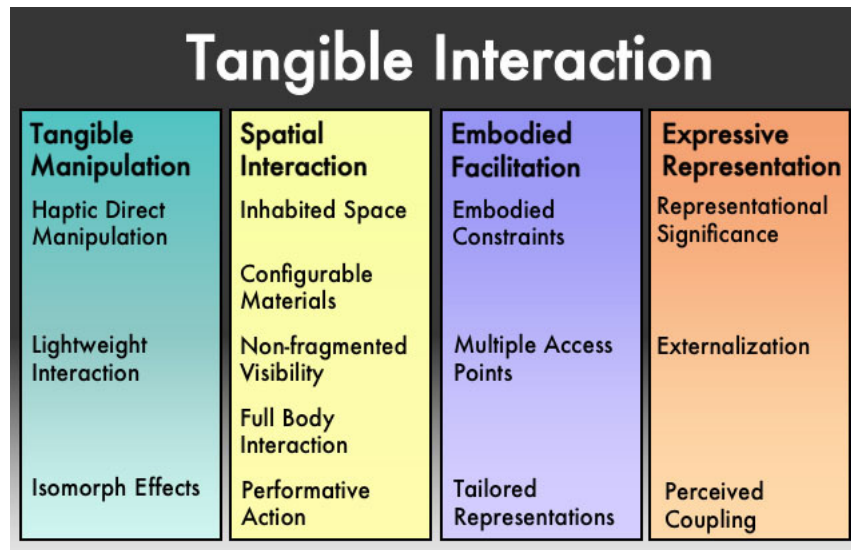 Tangible Interaction
Tangible
Manipulation
Haptic Direct
Manipulation
Lightweight
Interaction
Isomorph Effects
Spatial
Interaction
Inhabited Space
Configurable
Materials
Non-fragmented
Visibility
Full Body
Interaction
Performative
Action
Embodied
Facilitation
Embodied
Constraints
Multiple Access
Points
Tailored
Representations
Expressive
Representation
Representational
Significance
Externalization
Perceived
Coupling